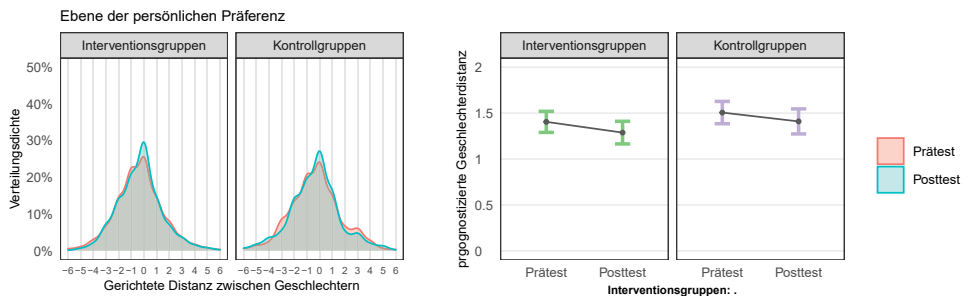 Ebene der persönlichen Präferenz
Interventionsgruppen
Kontrollgruppen
Verteilungsdichte
50%
40%
30%
20%
10%
0%
−6 −5 −4 −3 −2 −1 0 1 2 3 4 5 6
−6 −5 −4 −3 −2 −1 0 1 2 3 4 5 6
Gerichtete Distanz zwischen Geschlechtern
Interventionsgruppen
Kontrollgruppen
prgognostizierte Geschlechterdistanz
2
1.5
1
0.5
0
Prätest
Posttest
Prätest
Posttest
Interventionsgruppen: .
Prätest
Posttest